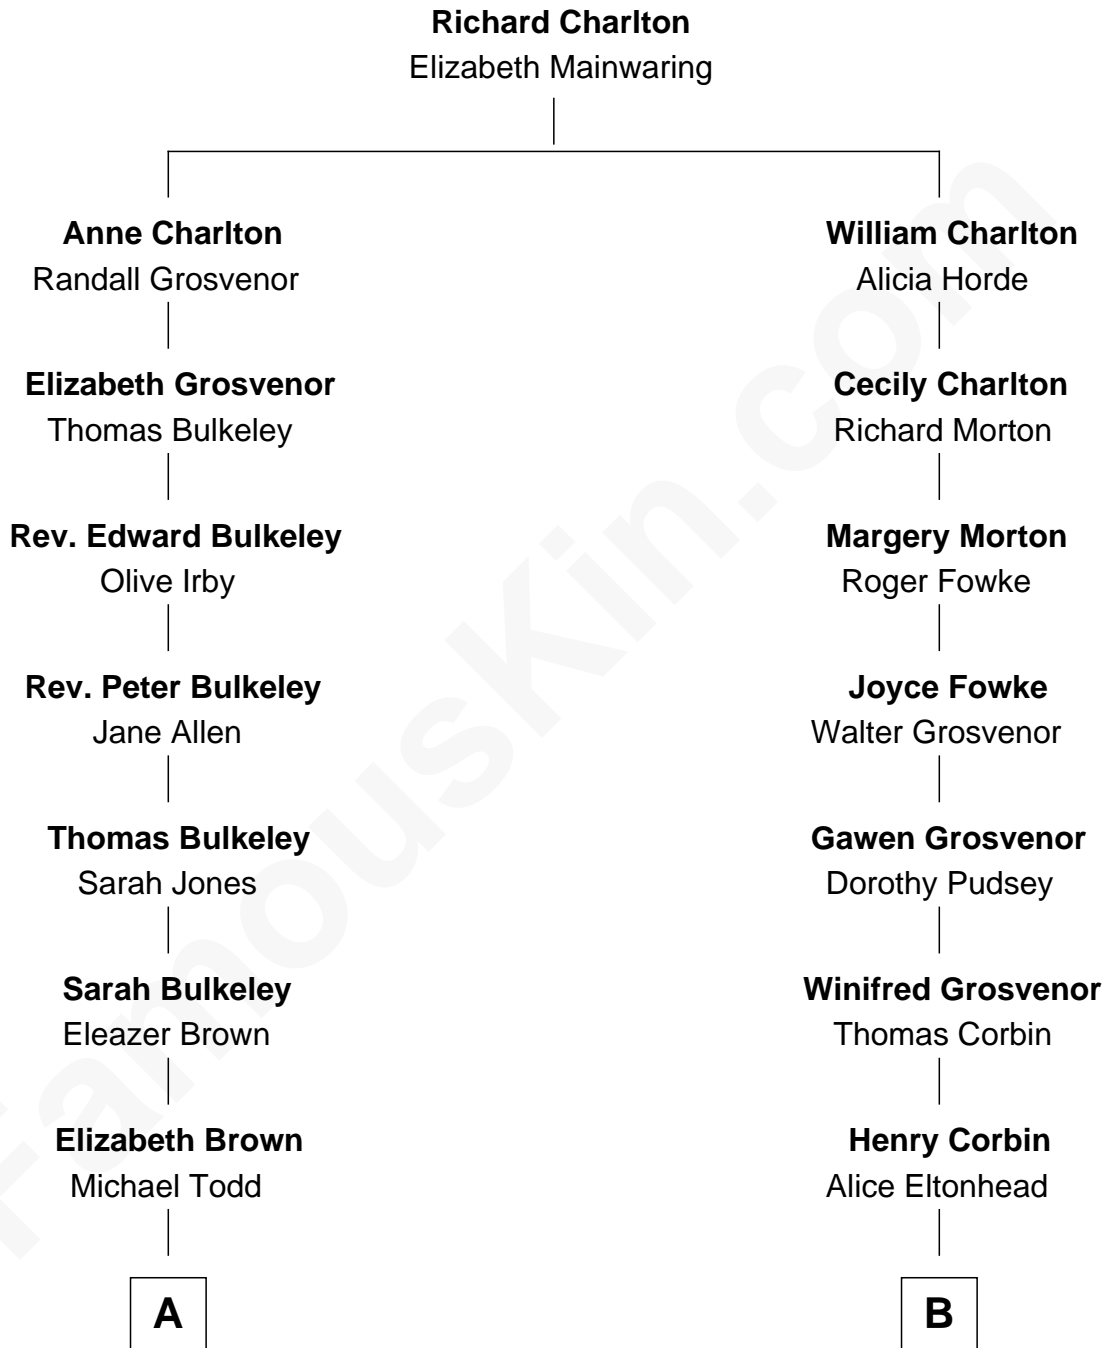 Richard Charlton
Elizabeth Mainwaring
Anne Charlton
Randall Grosvenor
William Charlton
Alicia Horde
Elizabeth Grosvenor
Thomas Bulkeley
Cecily Charlton
Richard Morton
Rev. Edward Bulkeley
Olive Irby
Margery Morton
Roger Fowke
Rev. Peter Bulkeley
Jane Allen
Joyce Fowke
Walter Grosvenor
Thomas Bulkeley
Sarah Jones
Gawen Grosvenor
Dorothy Pudsey
Sarah Bulkeley
Eleazer Brown
Winifred Grosvenor
Thomas Corbin
Elizabeth Brown
Michael Todd
Henry Corbin
Alice Eltonhead
A
B
FamousKin.com